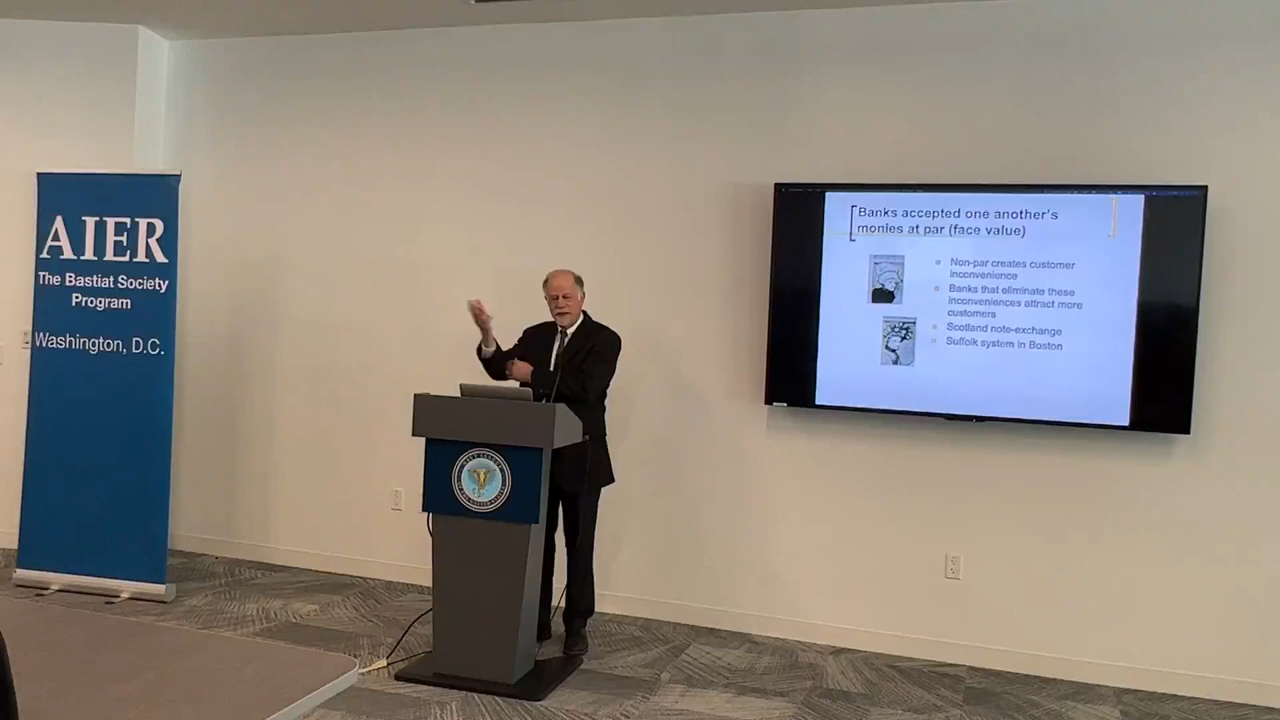 AIER
The Bastiat Society
Program
Washington, D.C.
Banks accepted one another's
monies at par (face value)
Non-par creates customer
inconvenience
Banks that eliminate these
inconveniences attract more
customers
Scotland note-exchange
Suffolk system in Boston